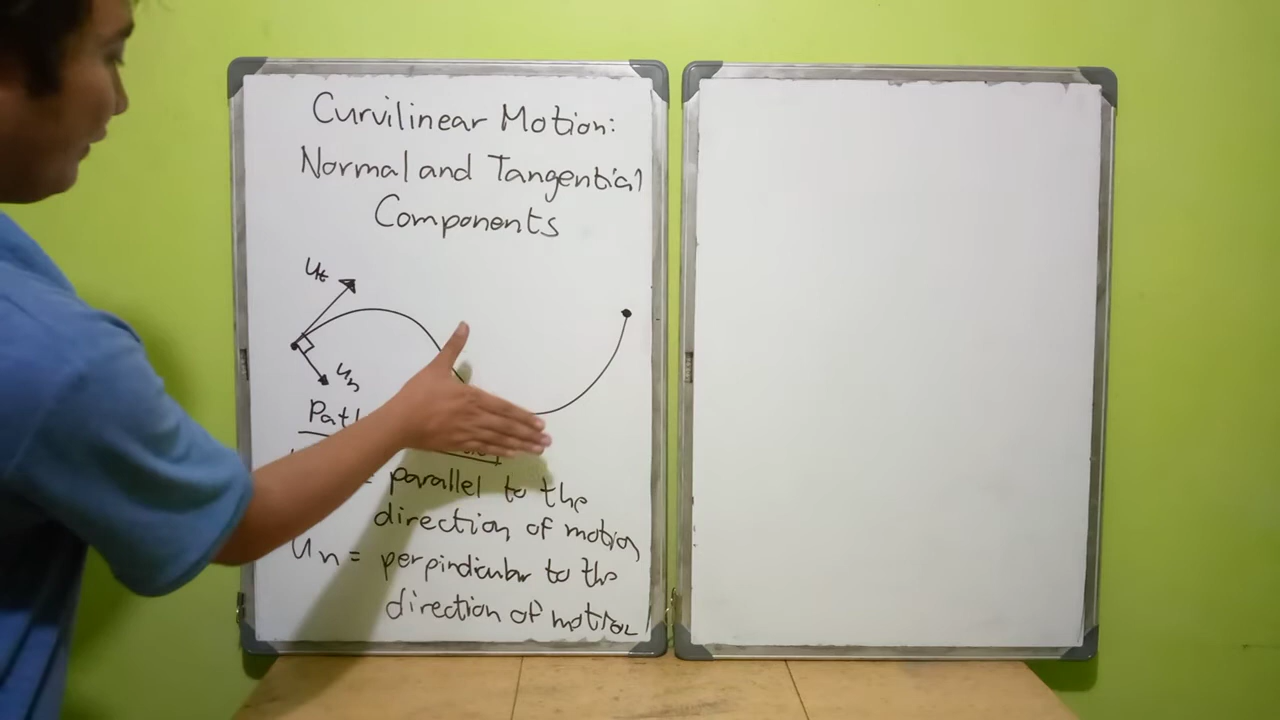 Curvilinear Motion:
Normal and Tangential
Components
ut
un
= parallel to the
direction of motion
un = perpindicular to the
direction of motion